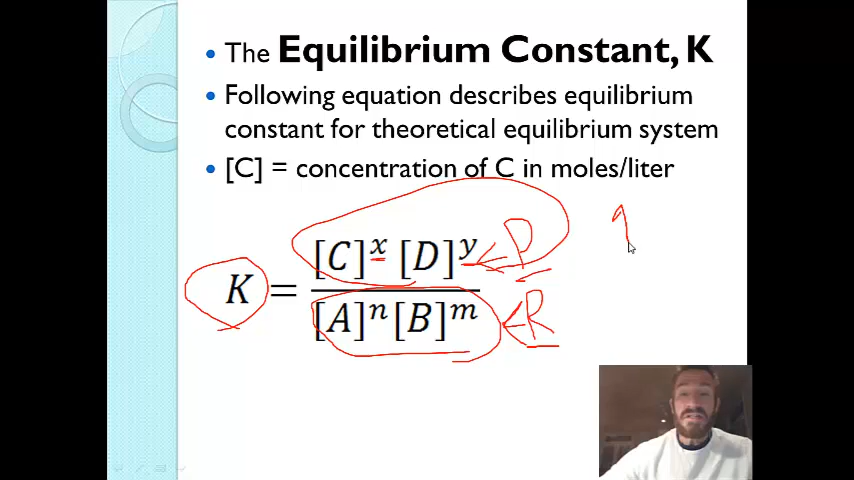 The Equilibrium Constant, K
Following equation describes equilibrium
constant for theoretical equilibrium system
[C] = concentration of C in moles/liter
K = [C]^x [D]^y / [A]^n [B]^m
P
R